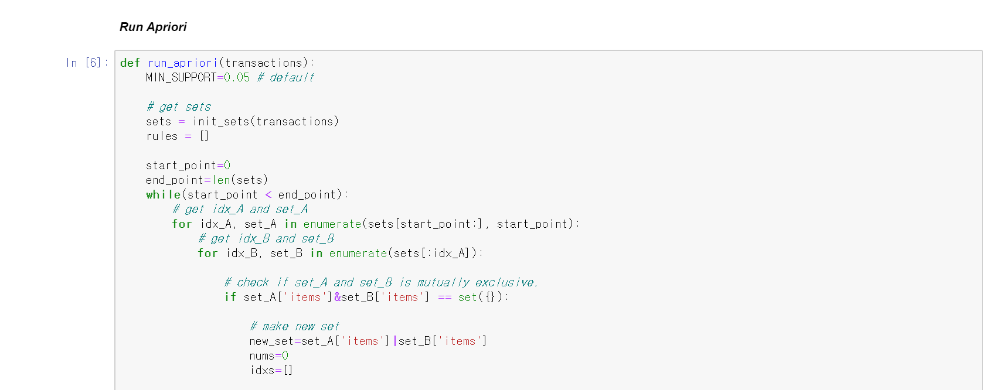 Run Apriori
In [6]: def run_apriori(transactions):
MIN_SUPPORT=0.05 # default
# get sets
sets = init_sets(transactions)
rules = []
start_point=0
end_point=len(sets)
while(start_point < end_point):
# get idx_A and set_A
for idx_A, set_A in enumerate(sets[start_point:], start_point):
# get idx_B and set_B
for idx_B, set_B in enumerate(sets[:idx_A]):
# check if set_A and set_B is mutually exclusive.
if set_A['items']&set_B['items'] == set({}):
# make new set
new_set=set_A['items']|set_B['items']
nums=0
idxs=[]